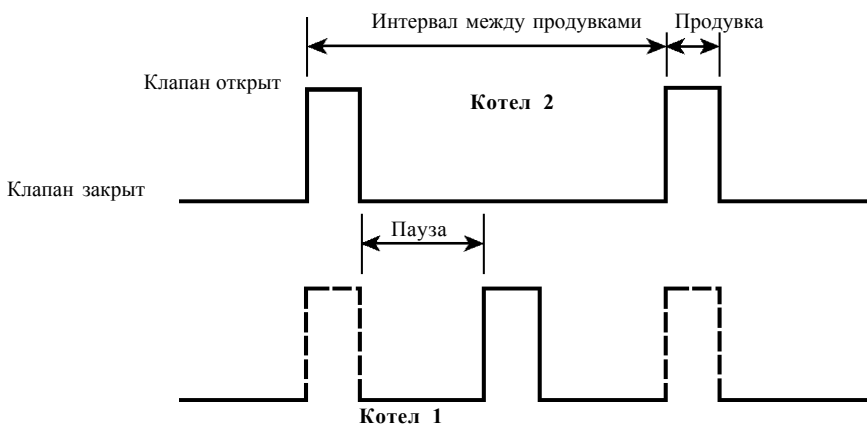 Интервал между продувками
Продувка
Клапан открыт
Котел 2
Клапан закрыт
Пауза
Котел 1